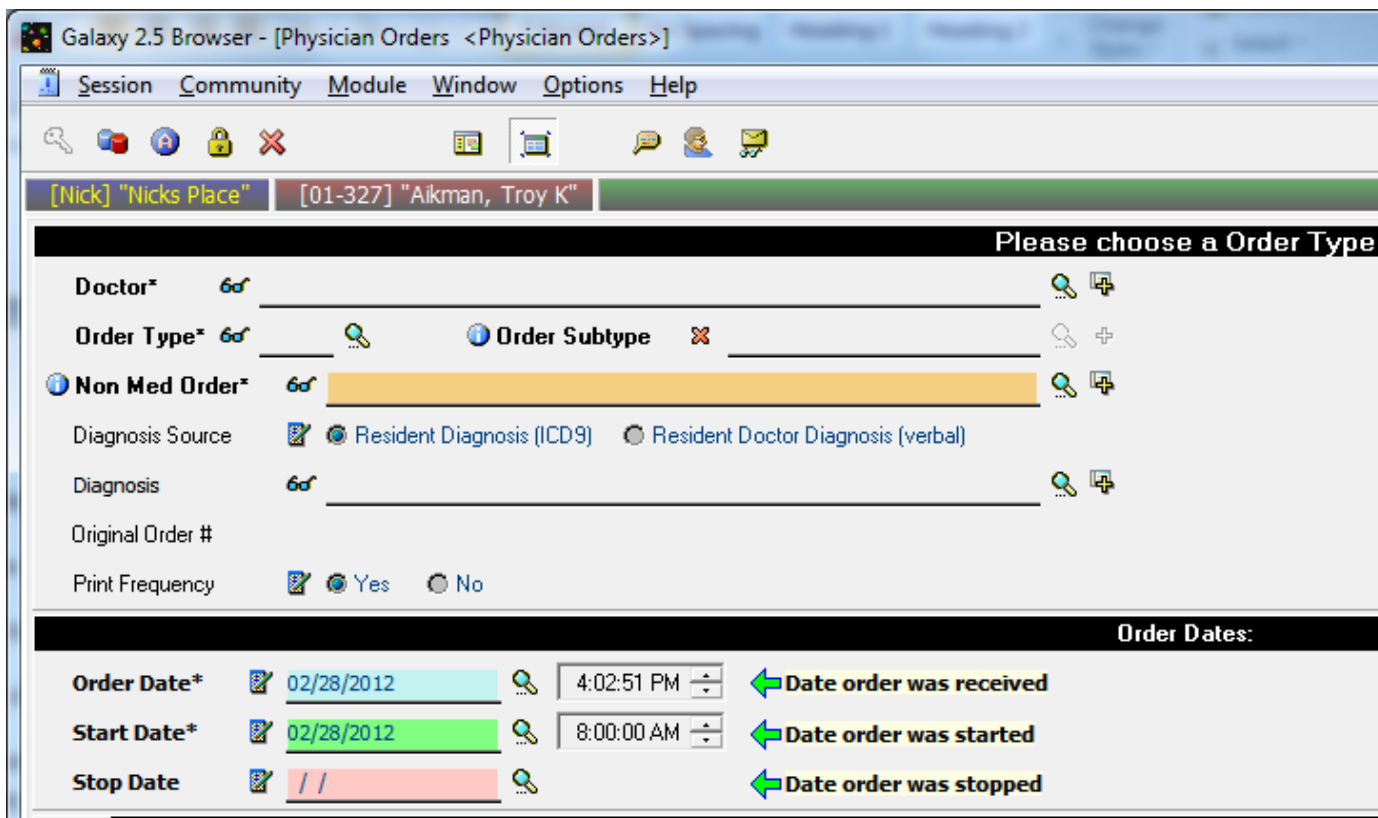 Galaxy 2.5 Browser - [Physician Orders <Physician Orders>]
Session Community Module Window Options Help
[Nick] "Nicks Place" [01-327] "Aikman, Troy K"
Please choose a Order Type
Doctor*
Order Type* Order Subtype
Non Med Order*
Diagnosis Source Resident Diagnosis (ICD9) Resident Doctor Diagnosis (verbal)
Diagnosis
Original Order #
Print Frequency Yes No
Order Dates:
Order Date* 02/28/2012 4:02:51 PM Date order was received
Start Date* 02/28/2012 8:00:00 AM Date order was started
Stop Date / / Date order was stopped